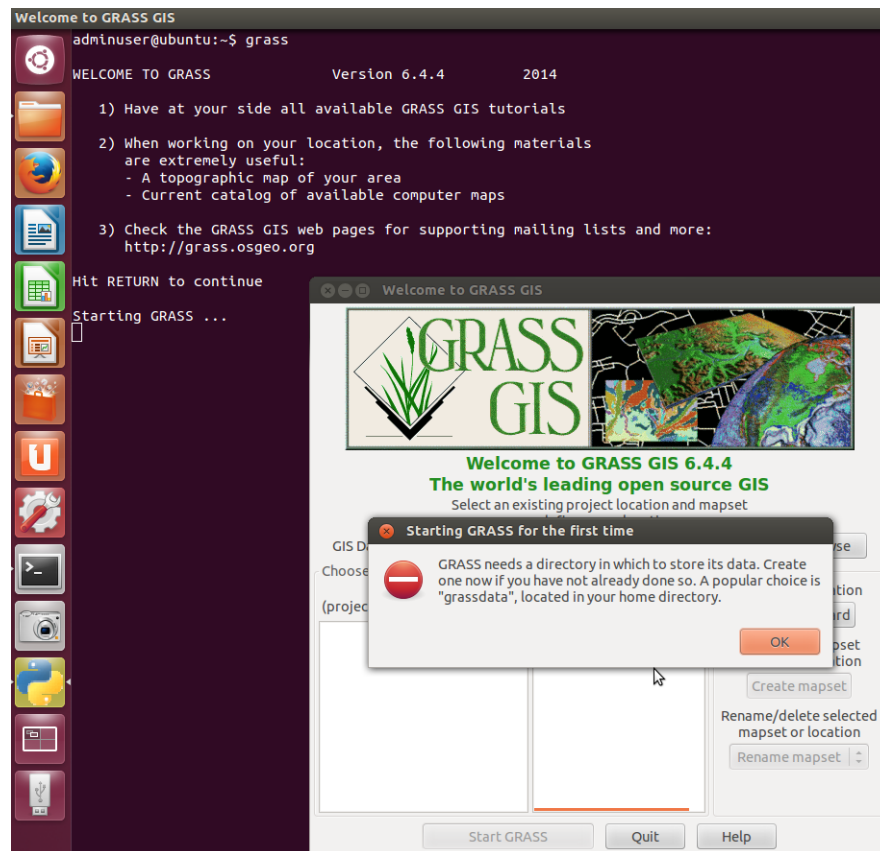 Welcome to GRASS GIS
adminuser@ubuntu:~$ grass
WELCOME TO GRASS Version 6.4.4 2014
1) Have at your side all available GRASS GIS tutorials
2) When working on your location, the following materials
are extremely useful:
- A topographic map of your area
- Current catalog of available computer maps
3) Check the GRASS GIS web pages for supporting mailing lists and more:
http://grass.osgeo.org
Hit RETURN to continue
Starting GRASS ...
Welcome to GRASS GIS
GRASS
GIS
Welcome to GRASS GIS 6.4.4
The world's leading open source GIS
Select an existing project location and mapset
Starting GRASS for the first time
GIS D
Choose
(projec
GRASS needs a directory in which to store its data. Create
one now if you have not already done so. A popular choice is
"grassdata", located in your home directory.
OK
Create mapset
Rename/delete selected
mapset or location
Rename mapset
Start GRASS Quit Help